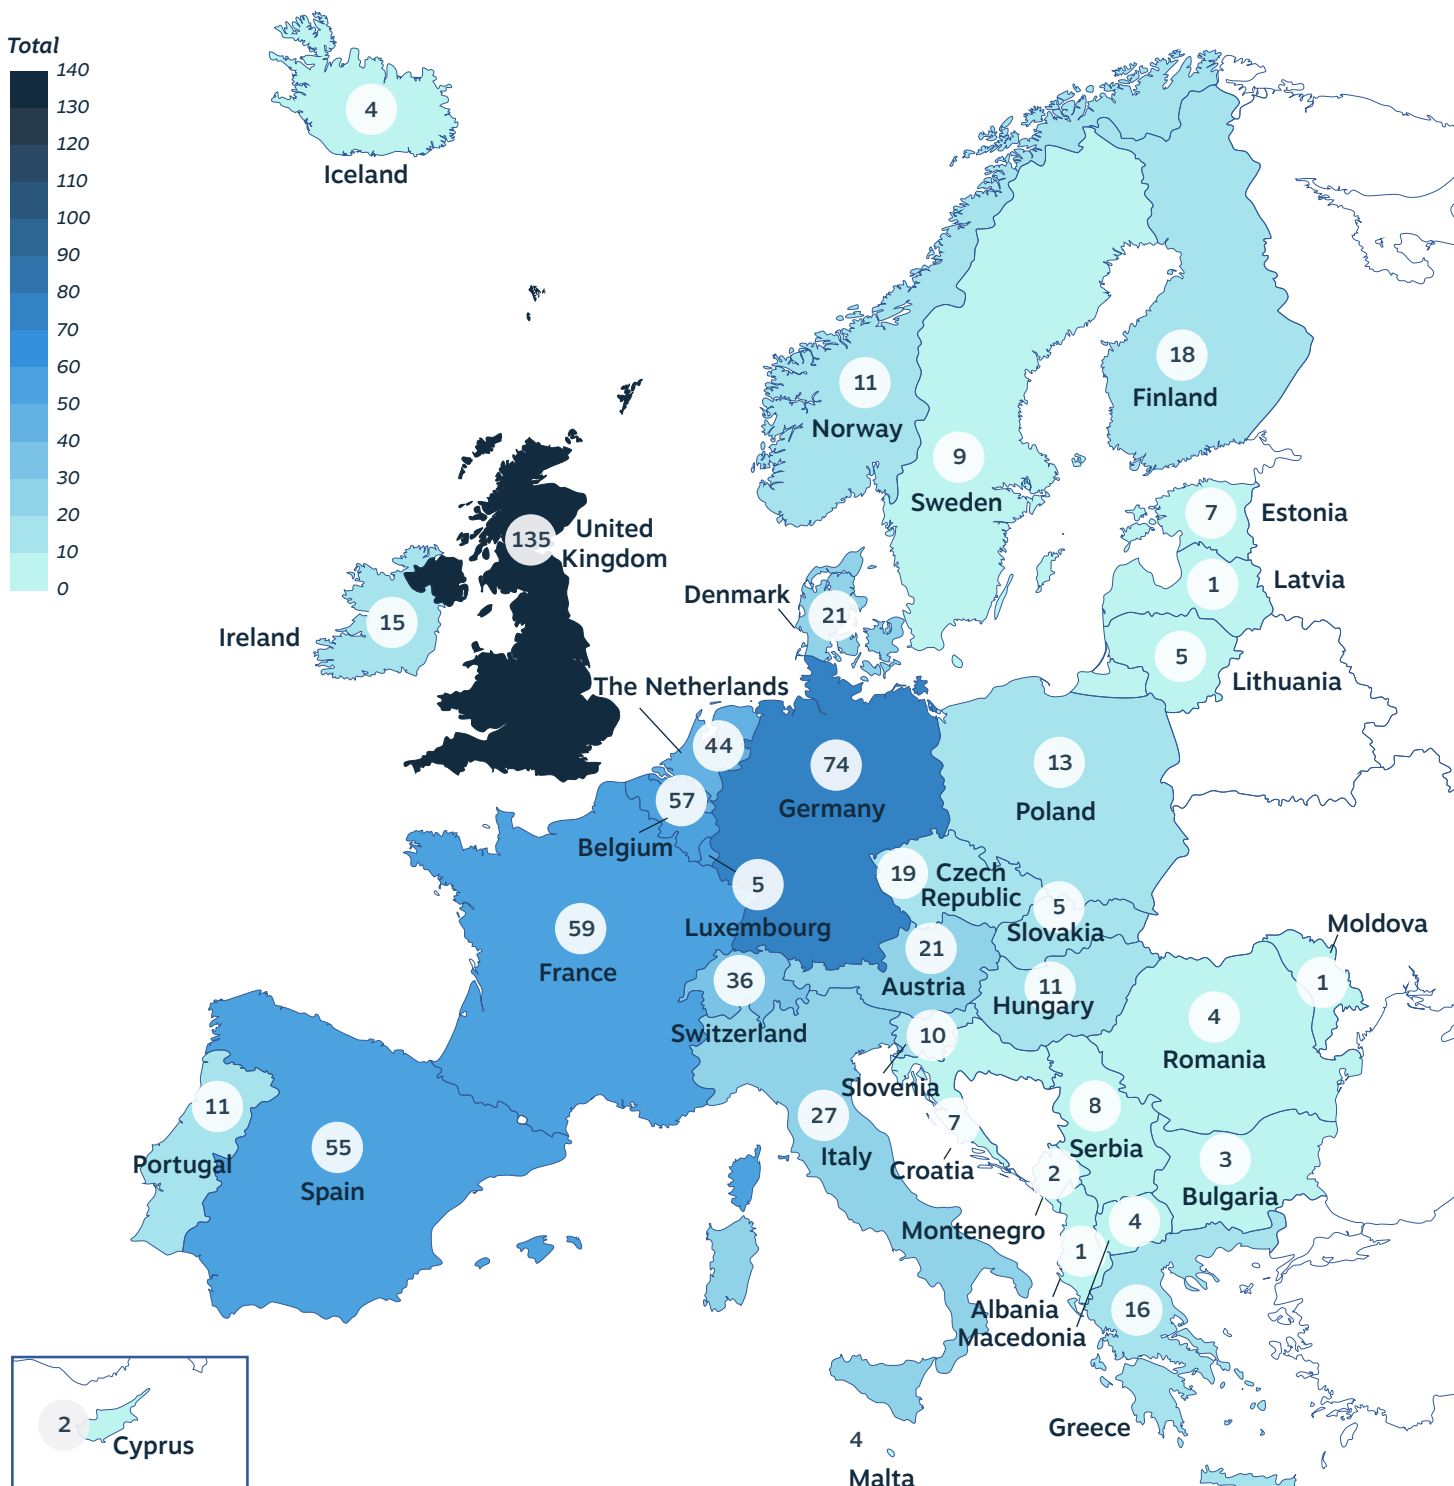 Total
140
130
120
110
100
90
80
70
60
50
40
30
20
10
0
4
Iceland
11
Norway
18
Finland
9
Sweden
7
Estonia
1
Latvia
5
Lithuania
135
United
Kingdom
15
Ireland
Denmark
21
The Netherlands
44
74
Germany
13
Poland
57
Belgium
5
Luxembourg
19
Czech
Republic
5
Slovakia
59
France
21
Austria
11
Hungary
Moldova
1
36
Switzerland
4
Romania
10
Slovenia
11
Portugal
55
Spain
27
Italy
7
Croatia
8
Serbia
3
Bulgaria
2
Montenegro
4
1
Albania
Macedonia
16
Greece
2
Cyprus
4
Malta